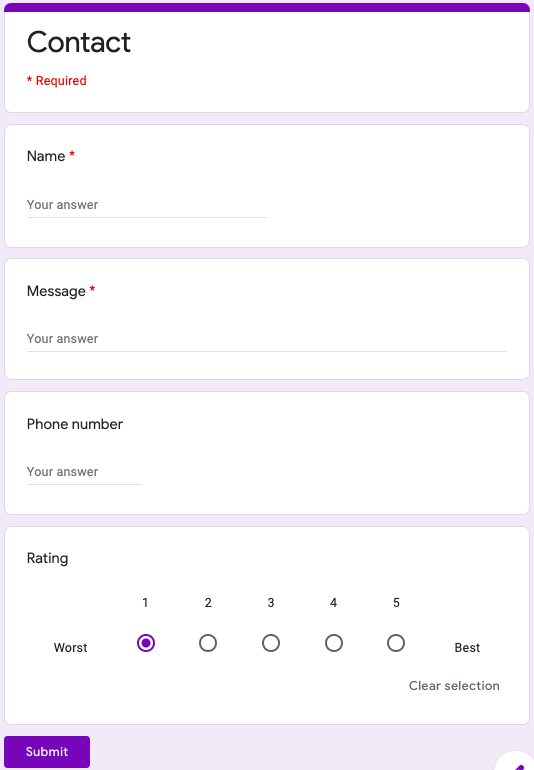 Contact
* Required
Name *
Your answer
Message *
Your answer
Phone number
Your answer
Rating
1 2 3 4 5
Worst Best
Clear selection
Submit